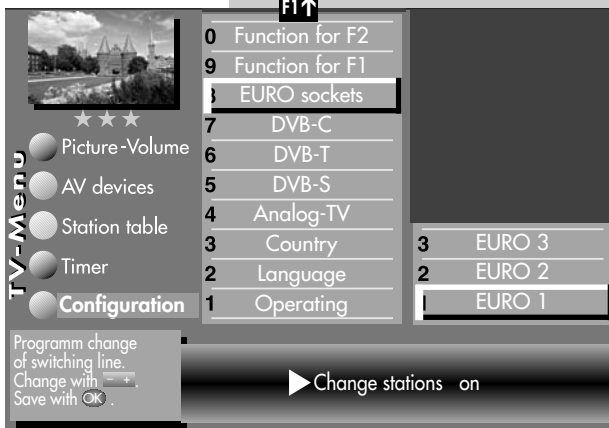 F1↑
0 Function for F2
9 Function for F1
8 EURO sockets
7 DVB-C
6 DVB-T
5 DVB-S
4 Analog-TV
3 Country
2 Language
1 Operating
TV-Menu
Picture-Volume
AV devices
Station table
Timer
Configuration
3 EURO 3
2 EURO 2
1 EURO 1
Programm change
of switching line.
Change with - + .
Save with OK .
Change stations on